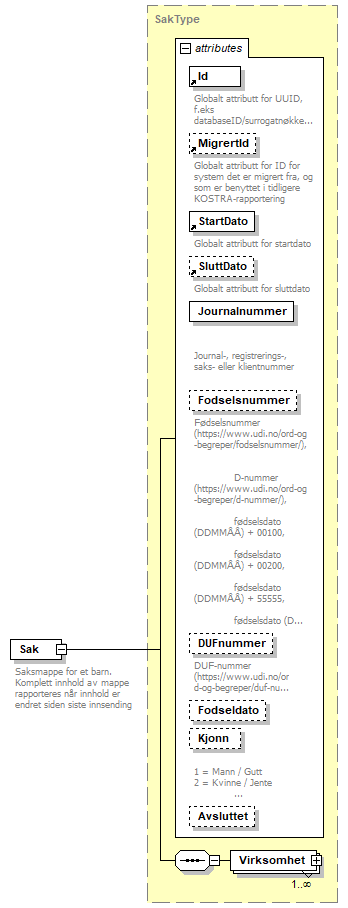 SakType
attributes
Id
Globalt attributt for UUID,
f.eks
databaseID/surrogatnøkke...
MigrertId
Globalt attributt for ID for
system det er migrert fra, og
som er benyttet i tidligere
KOSTRA-rapportering
StartDato
Globalt attributt for startdato
SluttDato
Globalt attributt for sluttdato
Journalnummer
Journal-, registrerings-,
saks- eller klientnummer
Fodselsnummer
Fødselsnummer
(https://www.udi.no/ord-og
-begreper/fodselsnummer/),
D-nummer
(https://www.udi.no/ord-og
-begreper/d-nummer/),
fødselsdato
(DDMMÅÅ) + 00100,
fødselsdato
(DDMMÅÅ) + 00200,
fødselsdato
(DDMMÅÅ) + 55555,
fødselsdato (D...
DUFnummer
DUF-nummer
(https://www.udi.no/or
d-og-begreper/duf-nu...
Fodseldato
Kjonn
1 = Mann / Gutt
2 = Kvinne / Jente
...
Avsluttet
Sak
Saksmappe for et barn.
Komplett innhold av mappe
rapporteres når innhold er
endret siden siste innsending
Virksomhet
1..∞